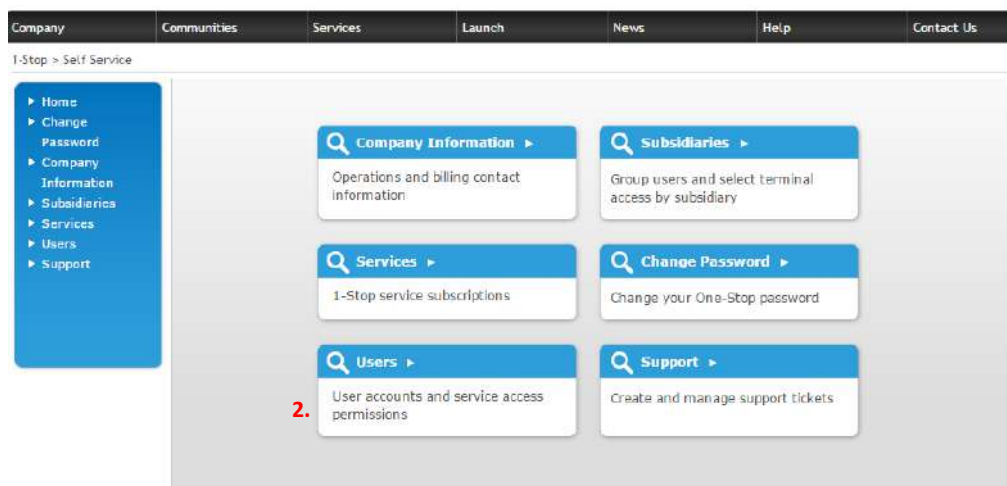 Company Communities Services Launch News Help Contact Us
1-Stop > Self Service
Home
Change
Password
Company
Information
Subsidiaries
Services
Users
Support
Company Information
Operations and billing contact
information
Subsidiaries
Group users and select terminal
access by subsidiary
Services
1-Stop service subscriptions
Change Password
Change your One-Stop password
Users
User accounts and service access
permissions
2.
Support
Create and manage support tickets